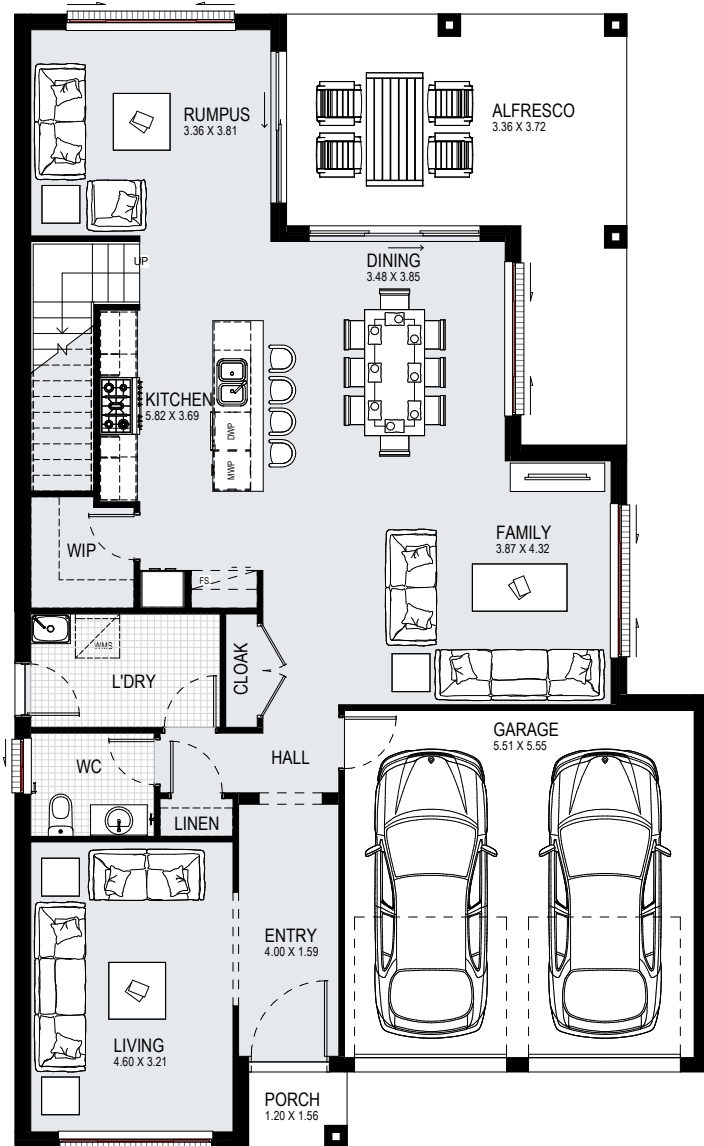 RUMPUS
3.36 X 3.81
ALFRESCO
3.36 X 3.72
UP
DINING
3.48 X 3.85
KITCHEN
5.82 X 3.69
DWP
MWP
WIP
FS
FAMILY
3.87 X 4.32
WMS
L'DRY
CLOAK
WC
HALL
GARAGE
5.51 X 5.55
LINEN
ENTRY
4.00 X 1.59
LIVING
4.60 X 3.21
PORCH
1.20 X 1.56